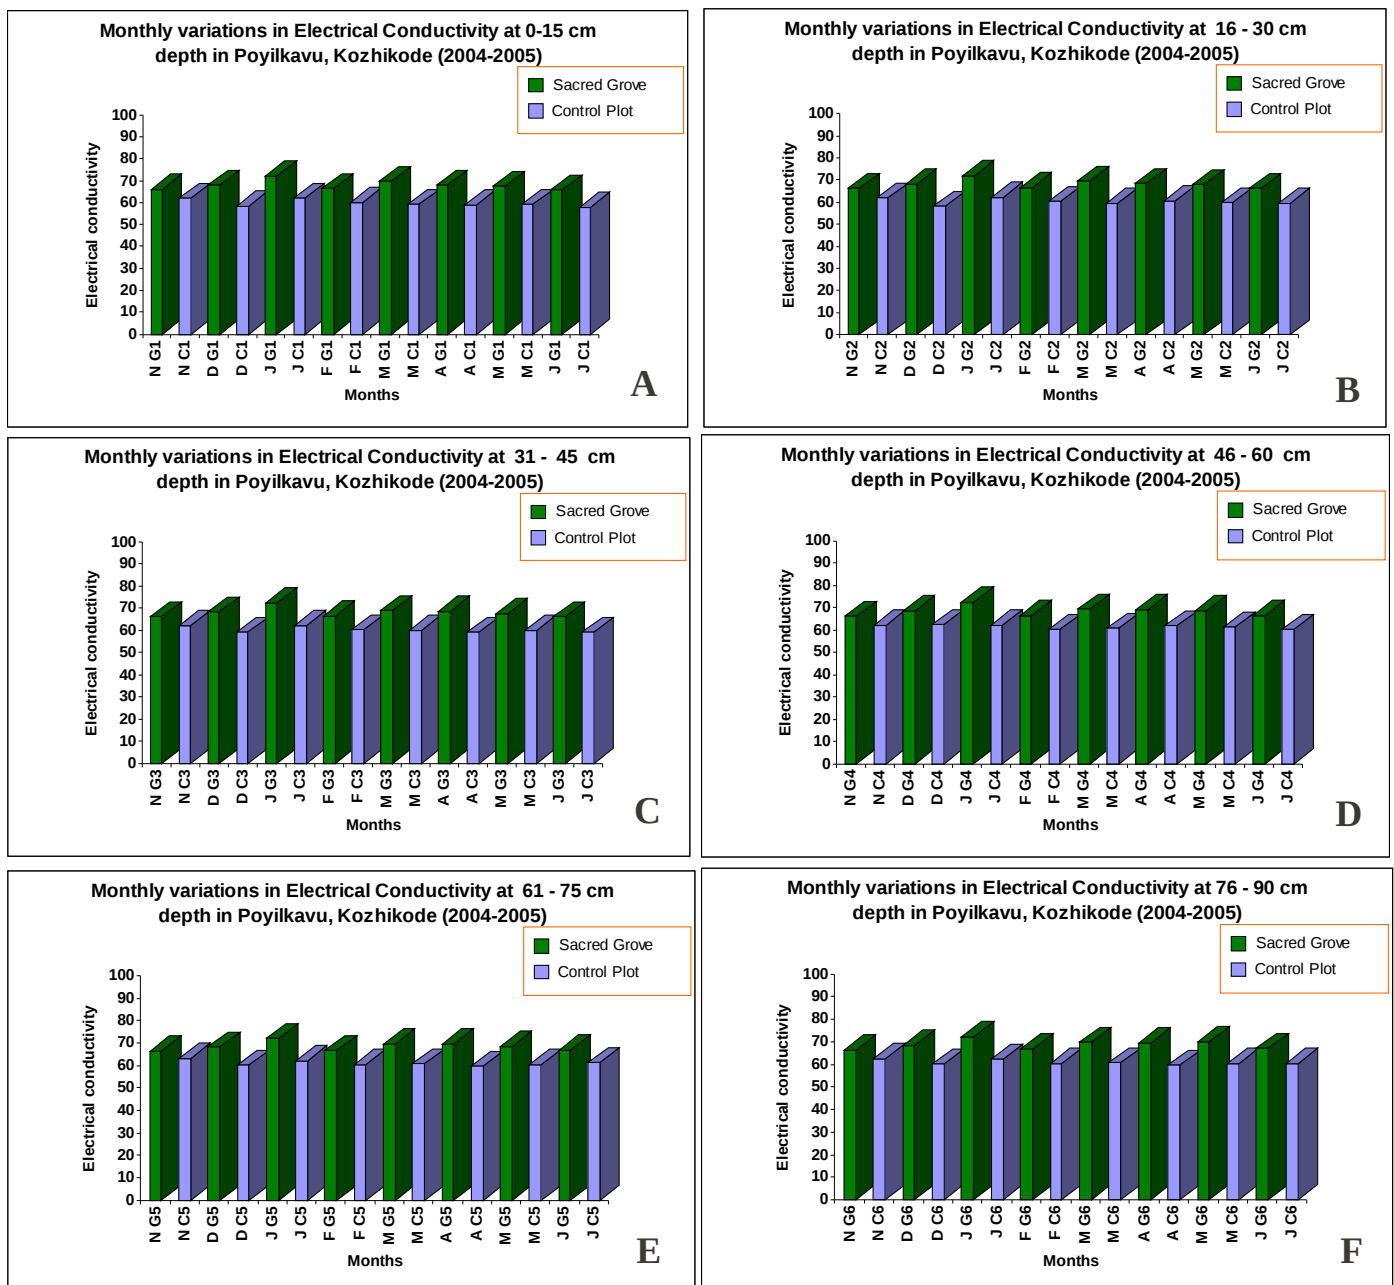 Monthly variations in Electrical Conductivity at 0-15 cm
depth in Poyilkavu, Kozhikode (2004-2005)
Sacred Grove
Control Plot
Electrical conductivity
100
90
80
70
60
50
40
30
20
10
0
N G1
N C1
D G1
D C1
J G1
J C1
F G1
F C1
M G1
M C1
A G1
A C1
M G1
M C1
J G1
J C1
Months
A
Monthly variations in Electrical Conductivity at 16 - 30 cm
depth in Poyilkavu, Kozhikode (2004-2005)
Sacred Grove
Control Plot
Electrical conductivity
100
90
80
70
60
50
40
30
20
10
0
N G2
N C2
D G2
D C2
J G2
J C2
F G2
F C2
M G2
M C2
A G2
A C2
M G2
M C2
J G2
J C2
Months
B
Monthly variations in Electrical Conductivity at 31 - 45 cm
depth in Poyilkavu, Kozhikode (2004-2005)
Sacred Grove
Control Plot
Electrical conductivity
100
90
80
70
60
50
40
30
20
10
0
N G3
N C3
D G3
D C3
J G3
J C3
F G3
F C3
M G3
M C3
A G3
A C3
M G3
M C3
J G3
J C3
Months
C
Monthly variations in Electrical Conductivity at 46 - 60 cm
depth in Poyilkavu, Kozhikode (2004-2005)
Sacred Grove
Control Plot
Electrical conductivity
100
90
80
70
60
50
40
30
20
10
0
N G4
N C4
D G4
D C4
J G4
J C4
F G4
F C4
M G4
M C4
A G4
A C4
M G4
M C4
J G4
J C4
Months
D
Monthly variations in Electrical Conductivity at 61 - 75 cm
depth in Poyilkavu, Kozhikode (2004-2005)
Sacred Grove
Control Plot
Electrical conductivity
100
90
80
70
60
50
40
30
20
10
0
N G5
N C5
D G5
D C5
J G5
J C5
F G5
F C5
M G5
M C5
A G5
A C5
M G5
M C5
J G5
J C5
Months
E
Monthly variations in Electrical Conductivity at 76 - 90 cm
depth in Poyilkavu, Kozhikode (2004-2005)
Sacred Grove
Control Plot
Electrical conductivity
100
90
80
70
60
50
40
30
20
10
0
N G6
N C6
D G6
D C6
J G6
J C6
F G6
F C6
M G6
M C6
A G6
A C6
M G6
M C6
J G6
J C6
Months
F